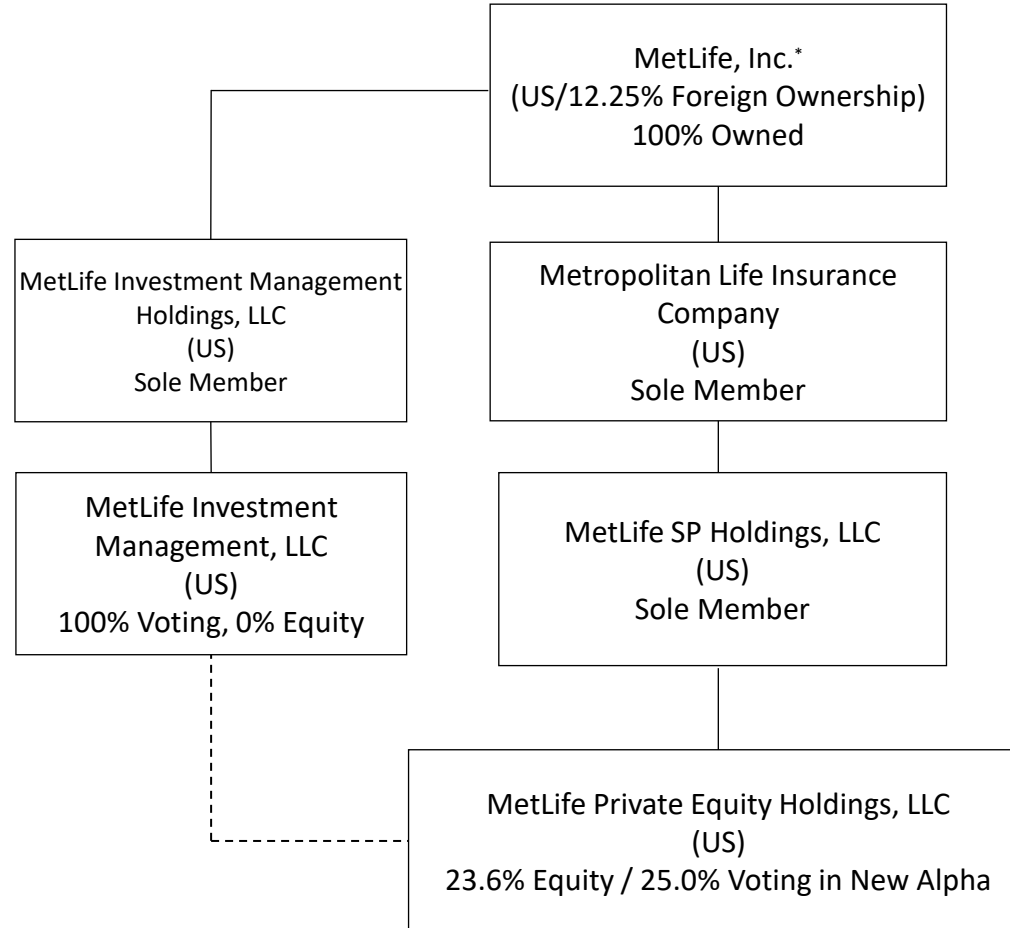 MetLife, Inc.*
(US/12.25% Foreign Ownership)
100% Owned
MetLife Investment Management
Holdings, LLC
(US)
Sole Member
Metropolitan Life Insurance
Company
(US)
Sole Member
MetLife Investment
Management, LLC
(US)
100% Voting, 0% Equity
MetLife SP Holdings, LLC
(US)
Sole Member
MetLife Private Equity Holdings, LLC
(US)
23.6% Equity / 25.0% Voting in New Alpha